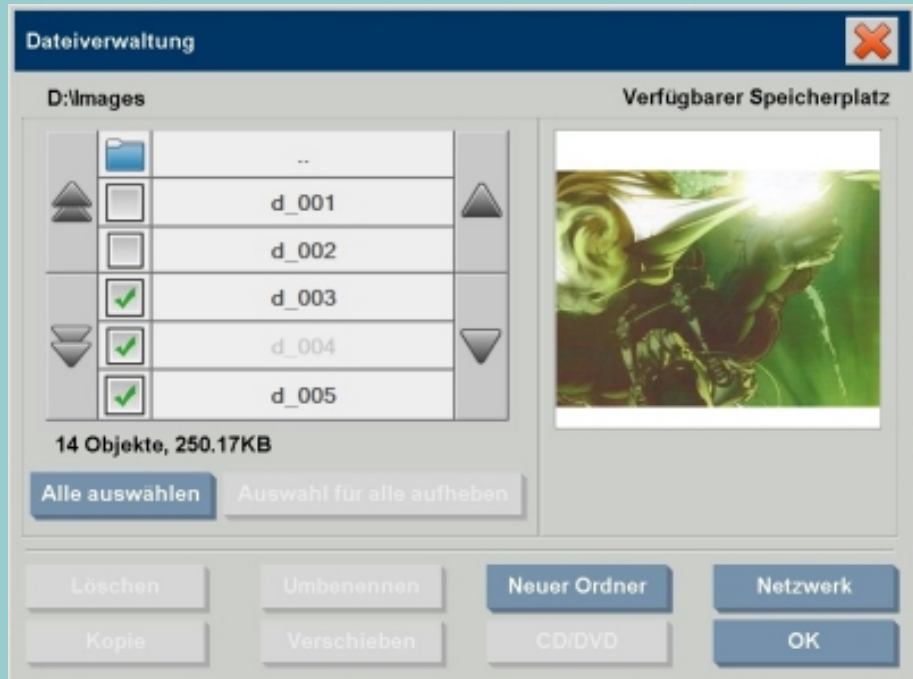 Dateiverwaltung
D:\Images
Verfügbarer Speicherplatz
..
d_001
d_002
d_003
d_004
d_005
14 Objekte, 250.17KB
Alle auswählen Auswahl für alle aufheben
Löschen Umbenennen Neuer Ordner Netzwerk
Kopie Verschieben CD/DVD OK